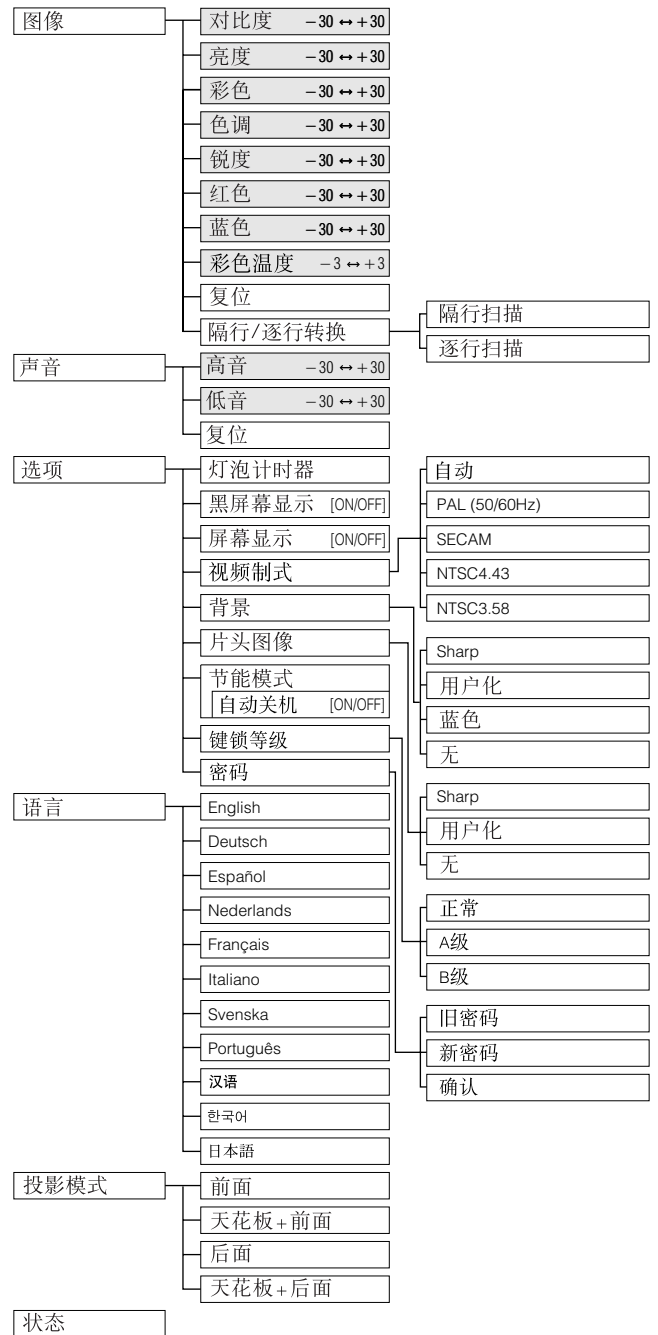 图像
对比度 −30 ↔ +30
亮度 −30 ↔ +30
彩色 −30 ↔ +30
色调 −30 ↔ +30
锐度 −30 ↔ +30
红色 −30 ↔ +30
蓝色 −30 ↔ +30
彩色温度 −3 ↔ +3
复位
隔行/逐行转换
隔行扫描
逐行扫描
声音
高音 −30 ↔ +30
低音 −30 ↔ +30
复位
选项
灯泡计时器
黑屏幕显示 [ON/OFF]
屏幕显示 [ON/OFF]
视频制式
自动
PAL (50/60Hz)
SECAM
NTSC4.43
NTSC3.58
背景
Sharp
用户化
蓝色
无
片头图像
Sharp
用户化
无
节能模式
自动关机 [ON/OFF]
键锁等级
正常
A级
B级
密码
旧密码
新密码
确认
语言
English
Deutsch
Español
Nederlands
Français
Italiano
Svenska
Português
汉语
한국어
日本語
投影模式
前面
天花板+前面
后面
天花板+后面
状态